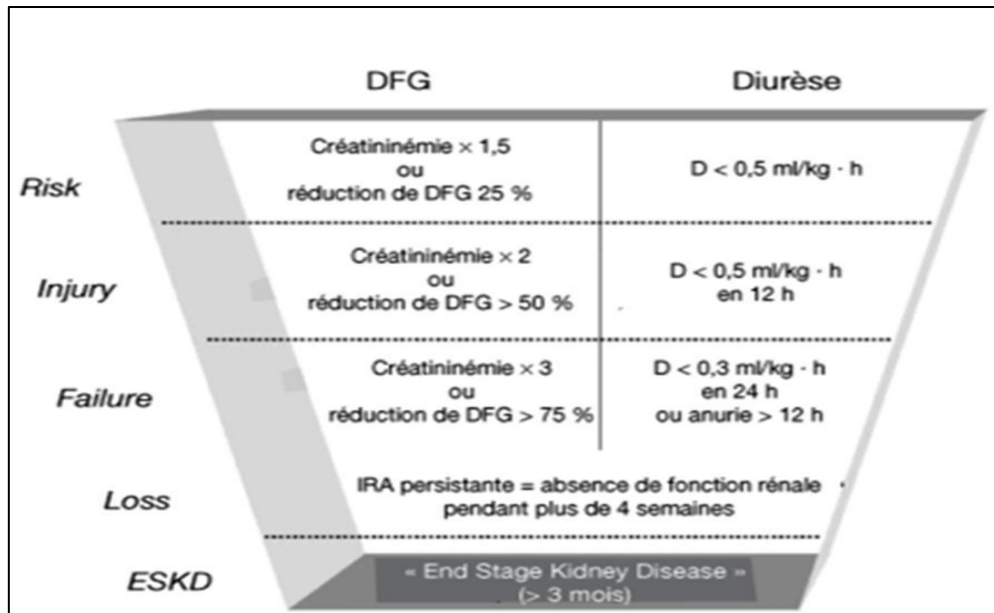 DFG Diurèse
Risk
Créatininémie × 1,5
ou
réduction de DFG 25 %
D < 0,5 ml/kg · h
Injury
Créatininémie × 2
ou
réduction de DFG > 50 %
D < 0,5 ml/kg · h
en 12 h
Failure
Créatininémie × 3
ou
réduction de DFG > 75 %
D < 0,3 ml/kg · h
en 24 h
ou anurie > 12 h
Loss
IRA persistante = absence de fonction rénale
pendant plus de 4 semaines
ESKD
« End Stage Kidney Disease »
(> 3 mois)